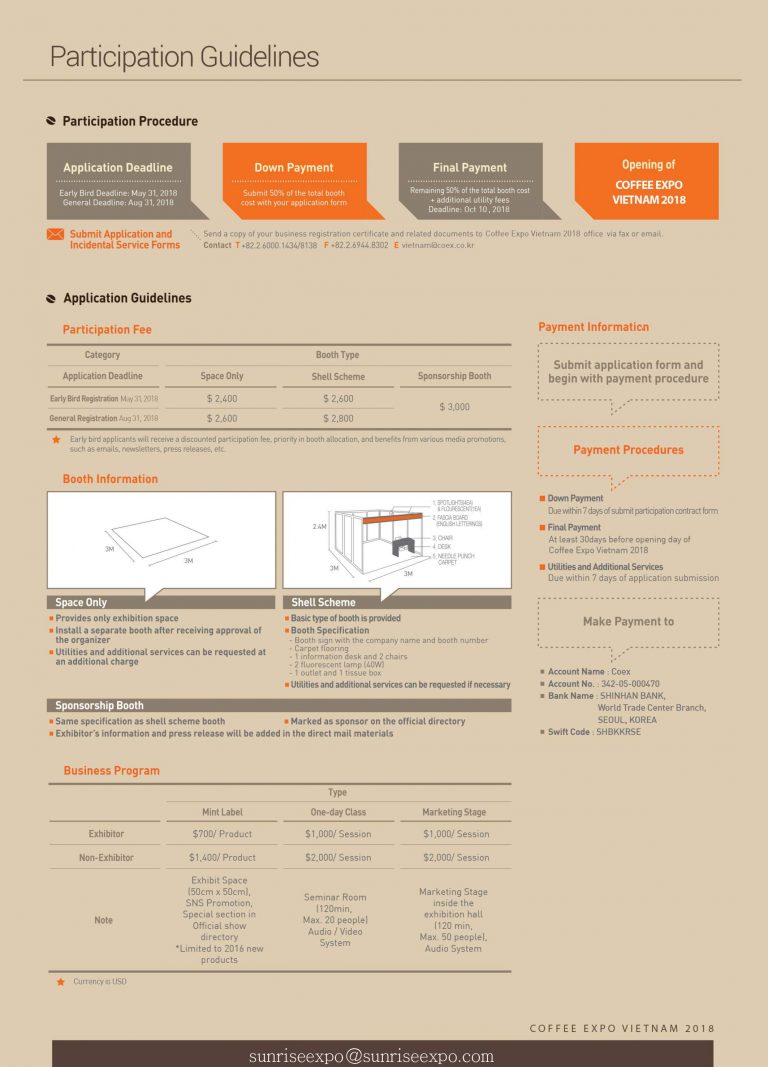 Participation Guidelines
Participation Procedure
Application Deadline
Early Bird Deadline: May 31, 2018
General Deadline: Aug 31, 2018
Down Payment
Submit 50% of the total booth
cost with your application form
Final Payment
Remaining 50% of the total booth cost
+ additional utility fees
Deadline: Oct 10, 2018
Opening of
COFFEE EXPO
VIETNAM 2018
Submit Application and
Incidental Service Forms
Send a copy of your business registration certificate and related documents to Coffee Expo Vietnam 2018 office via fax or email.
Contact T +82.2.6000.1434/8138 F +82.2.6944.8302 E vietnam@coex.co.kr
Application Guidelines
Participation Fee
Category Booth Type
Application Deadline Space Only Shell Scheme Sponsorship Booth
Early Bird Registration May 31, 2018 $ 2,400 $ 2,600 $ 3,000
General Registration Aug 31, 2018 $ 2,600 $ 2,800
Early bird applicants will receive a discounted participation fee, priority in booth allocation, and benefits from various media promotions,
such as emails, newsletters, press releases, etc.
Booth Information
3M
3M
2.4M
3M
3M
1, SPOTLIGHTS(4EA)
& FLOURESCENT(1EA)
2, FASCIA BOARD
(ENGLISH LETTERINGS)
3, CHAIR
4, DESK
5, NEEDLE PUNCH
CARPET
Space Only
Provides only exhibition space
Install a separate booth after receiving approval of
the organizer
Utilities and additional services can be requested at
an additional charge
Shell Scheme
Basic type of booth is provided
Booth Specification
- Booth sign with the company name and booth number
- Carpet flooring
- 1 information desk and 2 chairs
- 2 fluorescent lamp (40W)
- 1 outlet and 1 tissue box
Utilities and additional services can be requested if necessary
Sponsorship Booth
Same specification as shell scheme booth
Marked as sponsor on the official directory
Exhibitor's information and press release will be added in the direct mail materials
Business Program
Type
Mint Label One-day Class Marketing Stage
Exhibitor $700/ Product $1,000/ Session $1,000/ Session
Non-Exhibitor $1,400/ Product $2,000/ Session $2,000/ Session
Note
Exhibit Space
(50cm x 50cm),
SNS Promotion,
Special section in
Official show
directory
*Limited to 2016 new
products
Seminar Room
(120min,
Max. 20 people)
Audio / Video
System
Marketing Stage
inside the
exhibition hall
(120 min,
Max. 50 people),
Audio System
Currency is USD
Payment Information
Submit application form and
begin with payment procedure
Payment Procedures
Down Payment
Due within 7 days of submit participation contract form
Final Payment
At least 30days before opening day of
Coffee Expo Vietnam 2018
Utilities and Additional Services
Due within 7 days of application submission
Make Payment to
Account Name : Coex
Account No. : 342-05-000470
Bank Name : SHINHAN BANK,
World Trade Center Branch,
SEOUL, KOREA
Swift Code : SHBKKRSE
COFFEE EXPO VIETNAM 2018
sunriseexpo@sunriseexpo.com